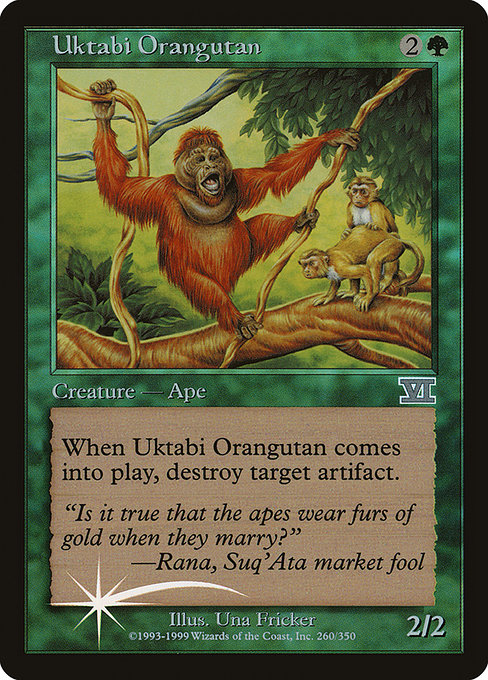 Uktabi Orangutan 2
Creature — Ape VI
When Uktabi Orangutan comes
into play, destroy target artifact.
“Is it true that the apes wear furs of
gold when they marry?”
—Rana, Suq’Ata market fool
Illus. Una Fricker
©1993-1999 Wizards of the Coast, Inc. 260/350
2/2